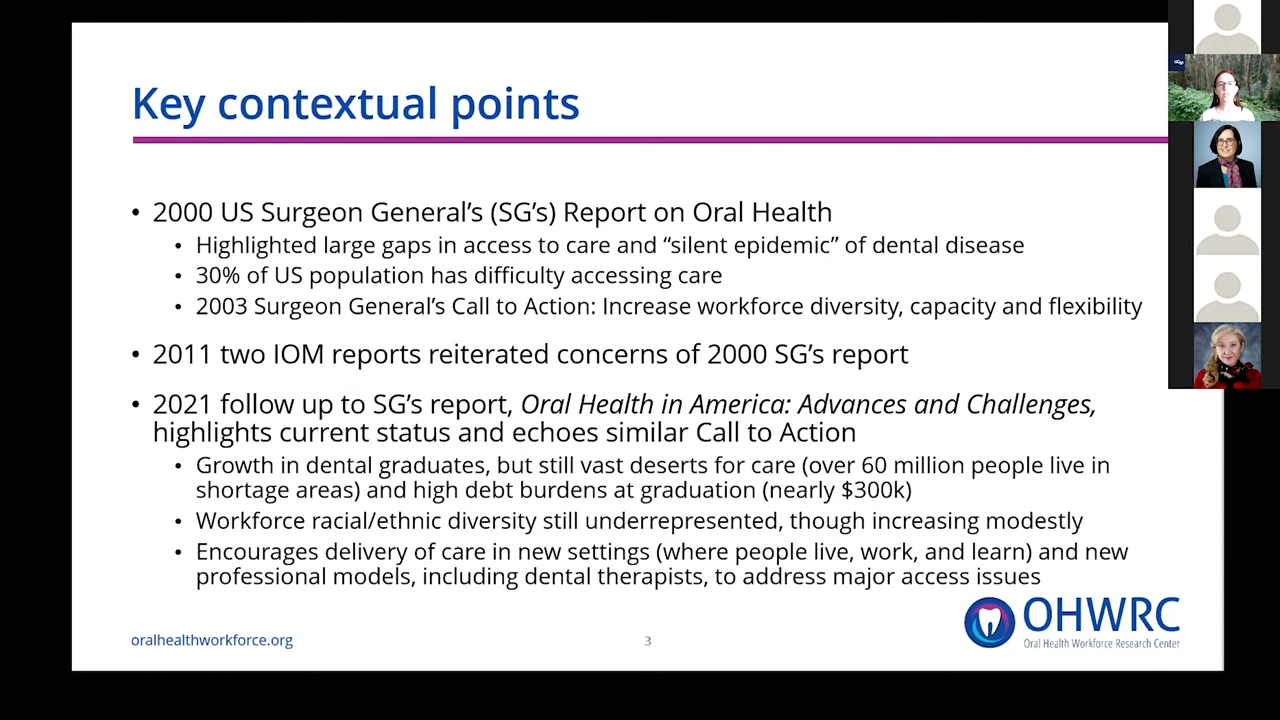 Key contextual points
• 2000 US Surgeon General's (SG's) Report on Oral Health
• Highlighted large gaps in access to care and “silent epidemic” of dental disease
• 30% of US population has difficulty accessing care
• 2003 Surgeon General's Call to Action: Increase workforce diversity, capacity and flexibility
• 2011 two IOM reports reiterated concerns of 2000 SG's report
• 2021 follow up to SG's report, Oral Health in America: Advances and Challenges,
highlights current status and echoes similar Call to Action
• Growth in dental graduates, but still vast deserts for care (over 60 million people live in
shortage areas) and high debt burdens at graduation (nearly $300k)
• Workforce racial/ethnic diversity still underrepresented, though increasing modestly
• Encourages delivery of care in new settings (where people live, work, and learn) and new
professional models, including dental therapists, to address major access issues
oralhealthworkforce.org
3
OHWRC
Oral Health Workforce Research Center